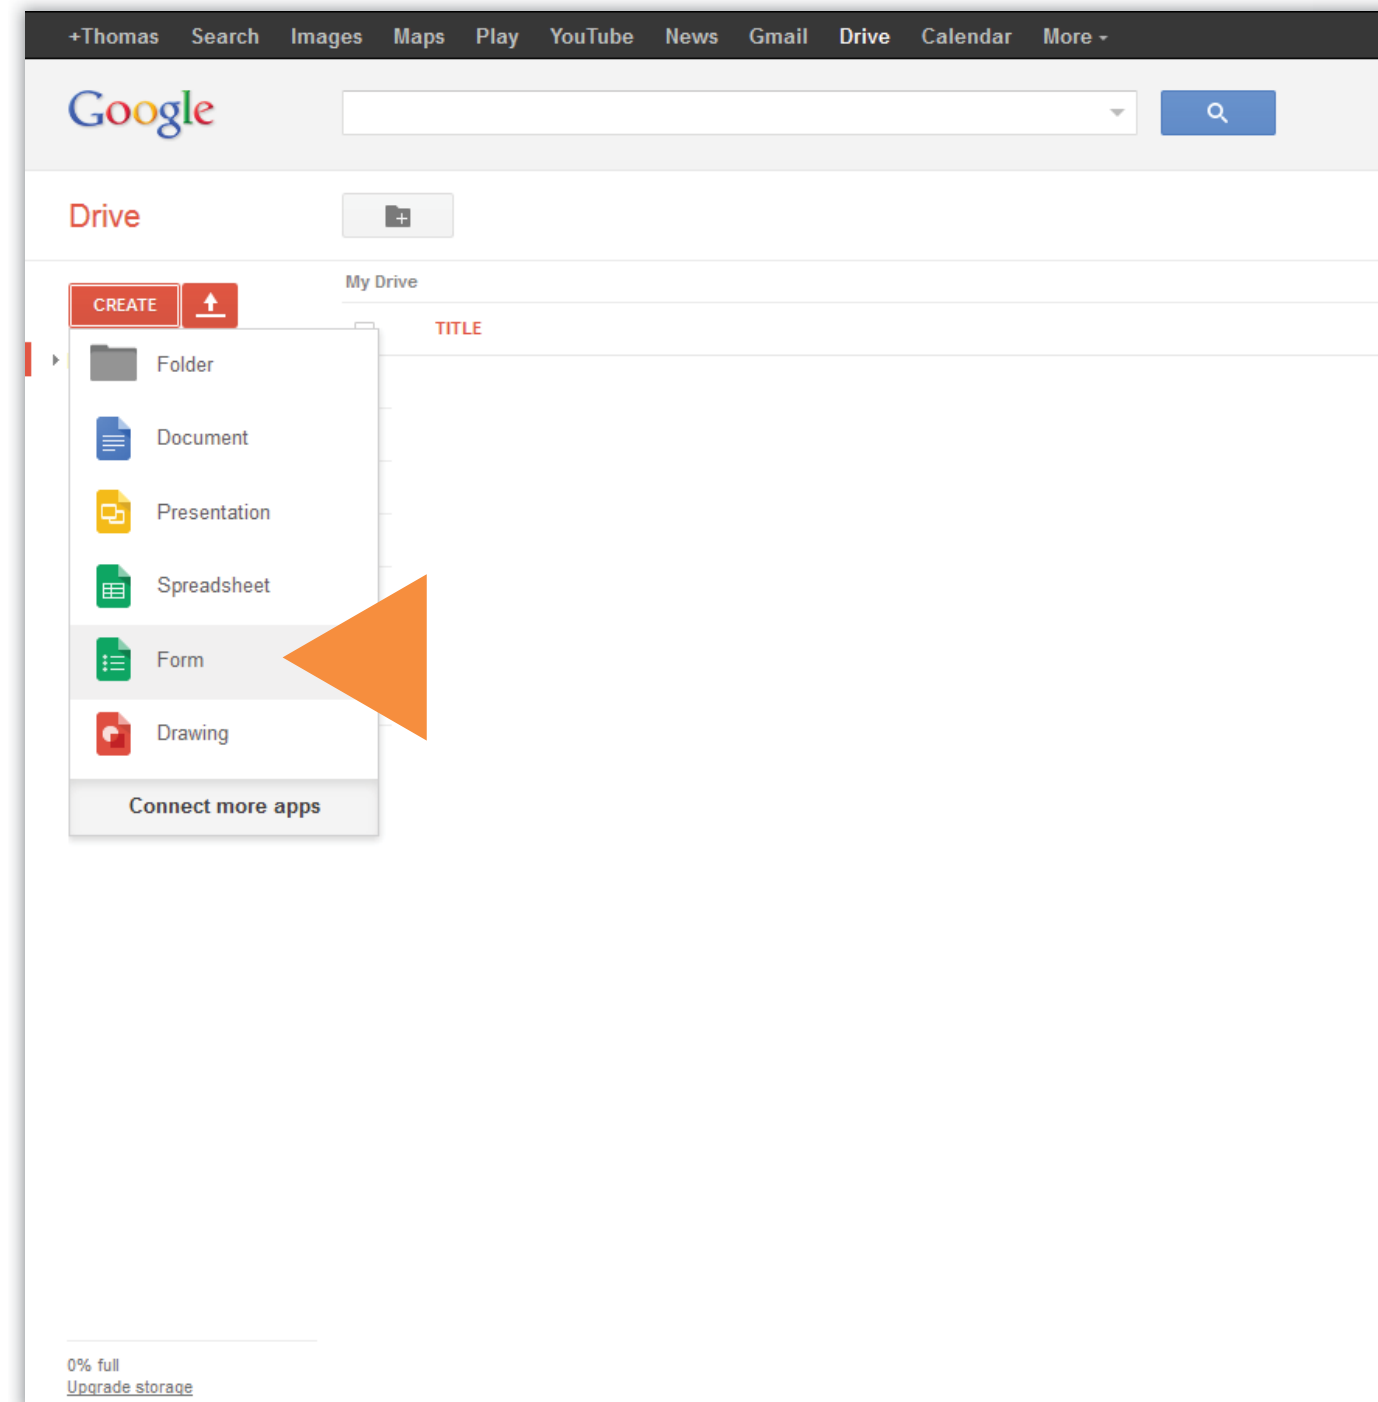 +Thomas Search Images Maps Play YouTube News Gmail Drive Calendar More
Google
Drive
My Drive
CREATE
TITLE
Folder
Document
Presentation
Spreadsheet
Form
Drawing
Connect more apps
0% full
Upgrade storage